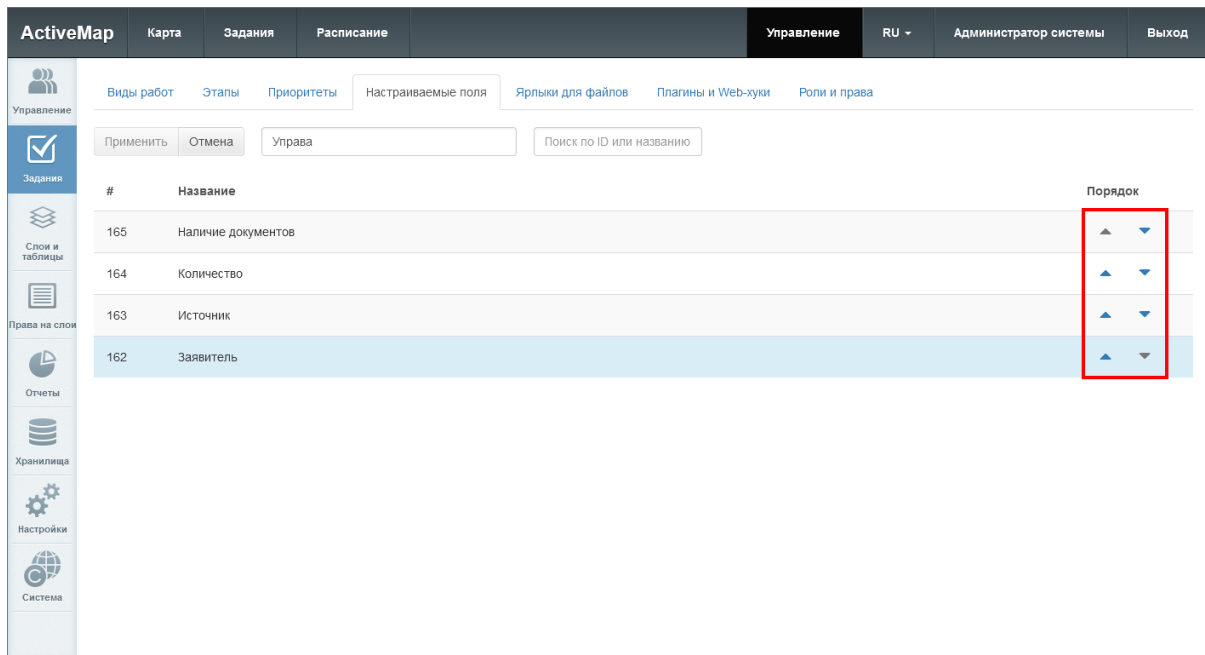 ActiveMap Карта Задания Расписание Управление RU Администратор системы Выход
Управление
Задания
Слои и
таблицы
Права на слои
Отчеты
Хранилища
Настройки
Система
Виды работ Этапы Приоритеты Настраиваемые поля Ярлыки для файлов Плагины и Web-хуки Роли и права
Применить Отмена Управа Поиск по ID или названию
# Название Порядок
165 Наличие документов
164 Количество
163 Источник
162 Заявитель